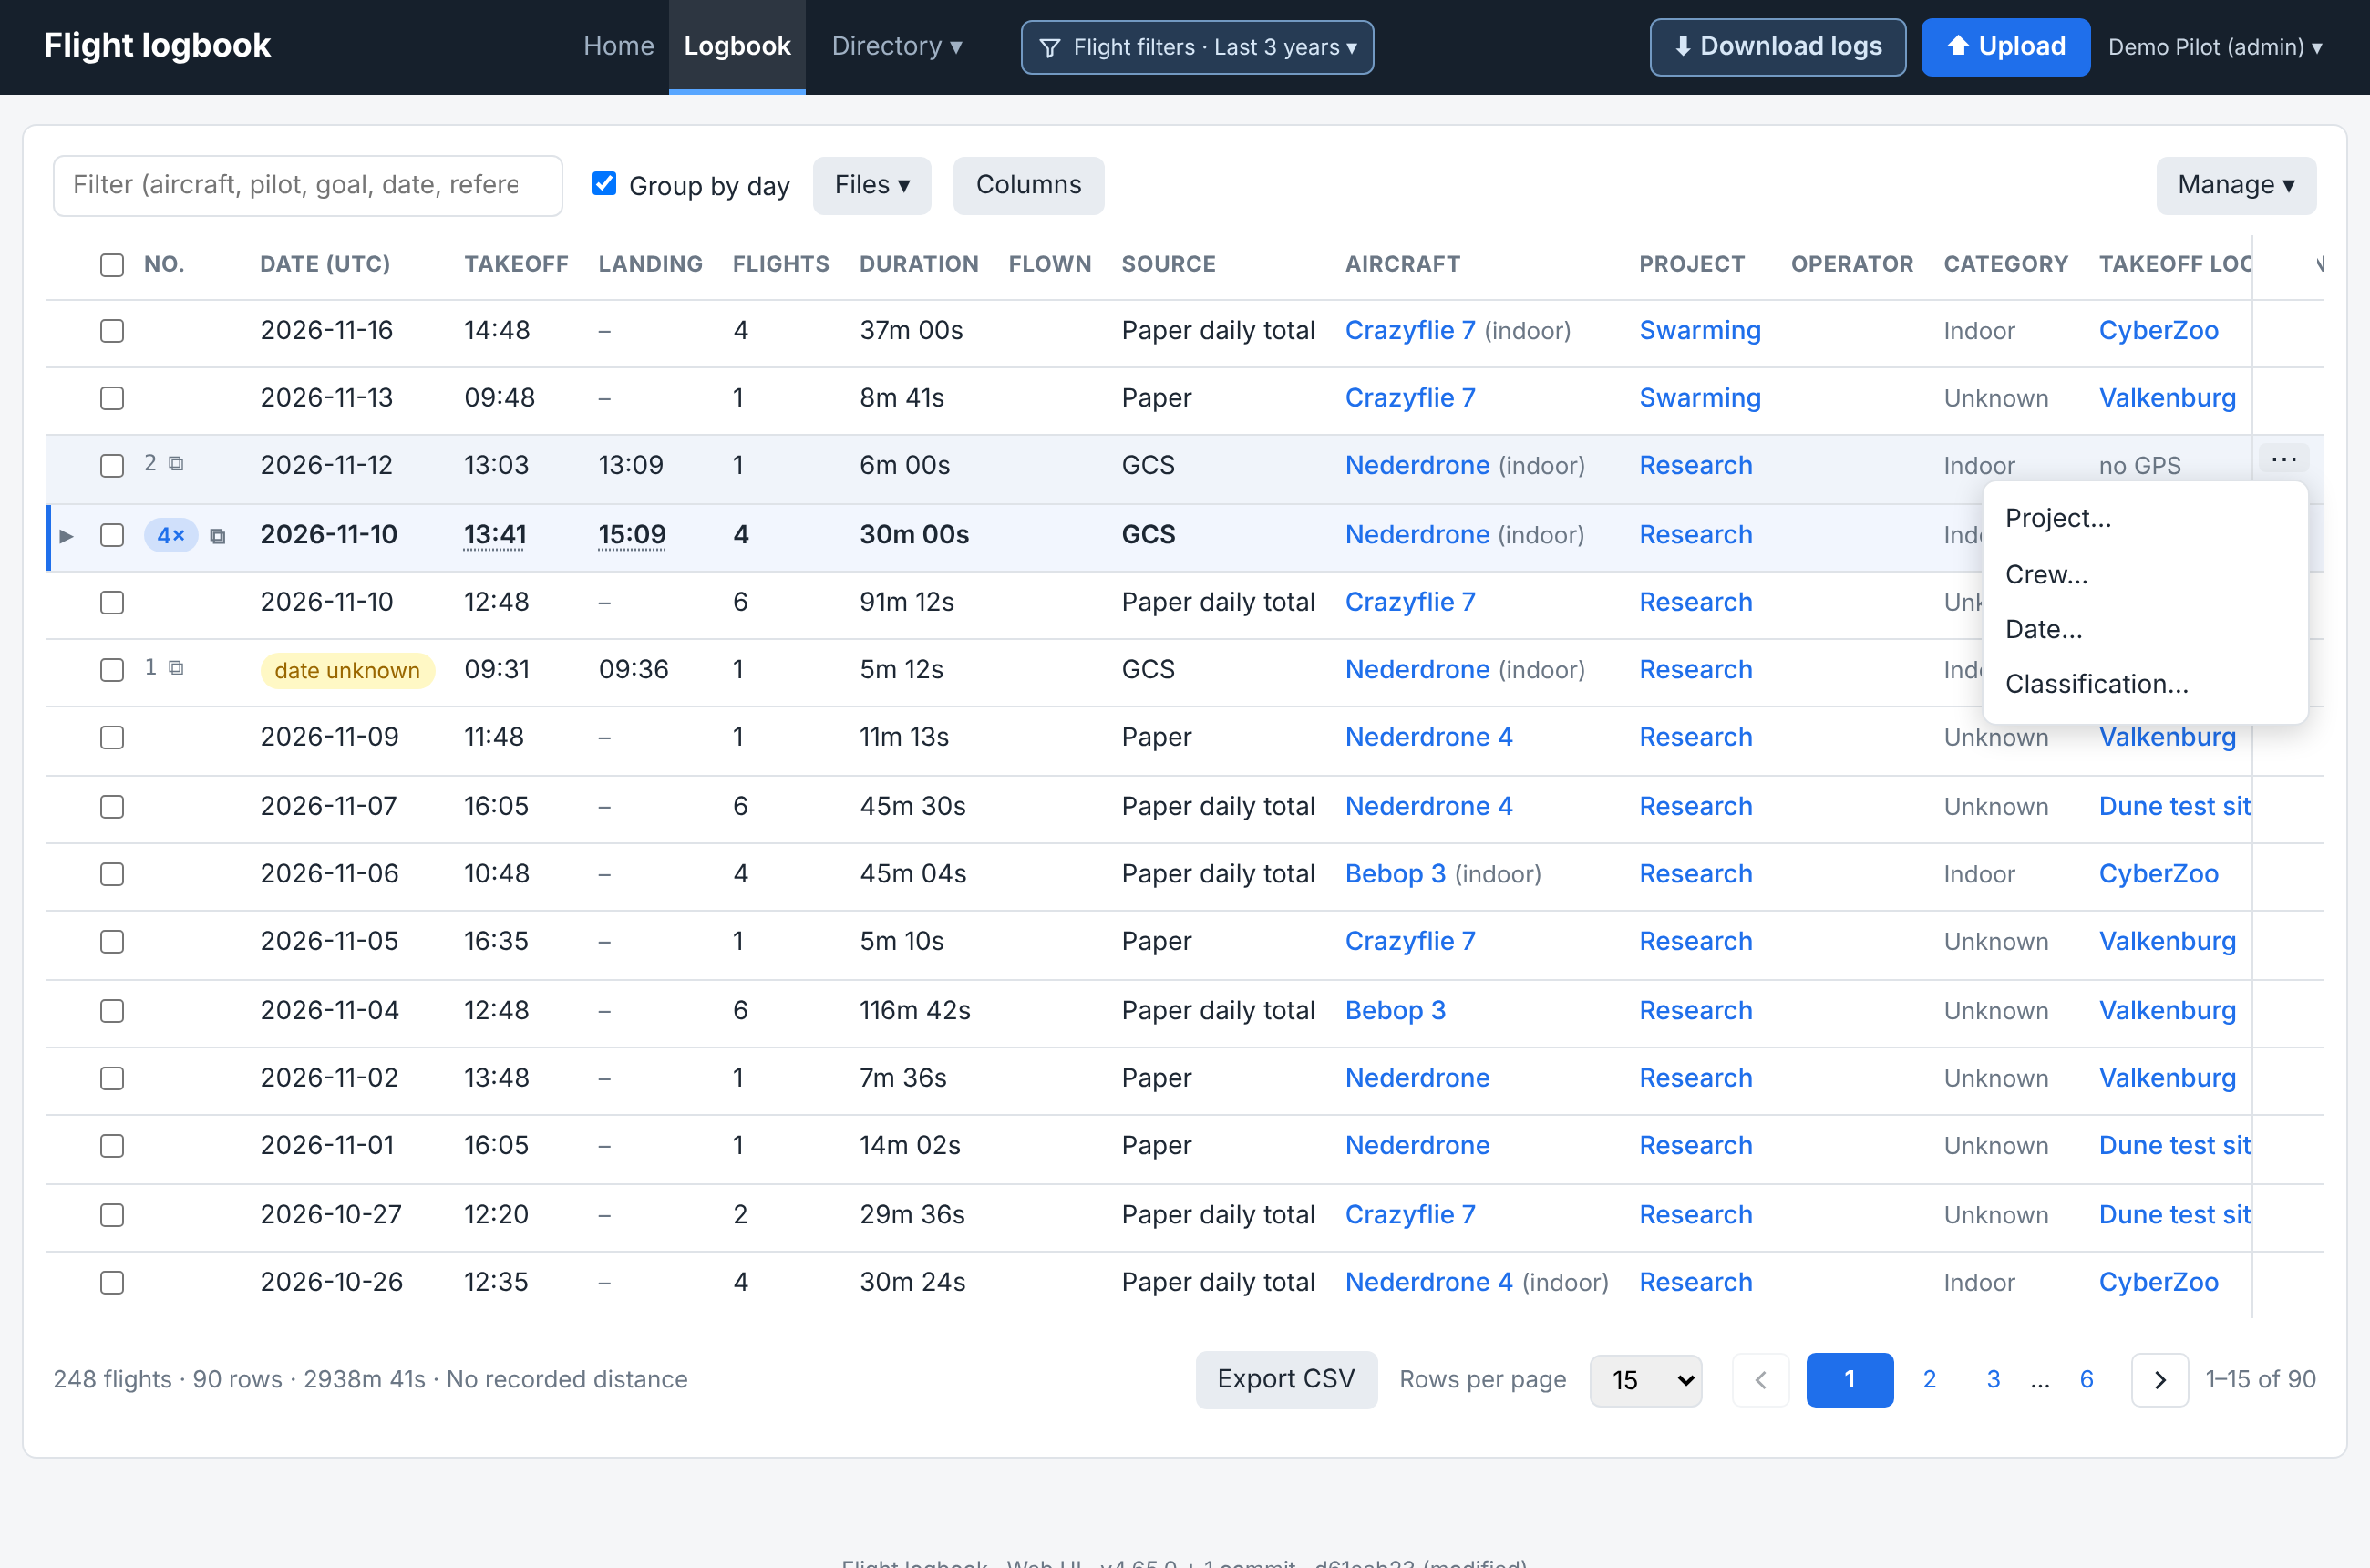 Flight logbook Home Logbook Directory ▾ Flight filters · Last 3 years ▾ ⬇ Download logs ⬆ Upload Demo Pilot (admin) ▾
Filter (aircraft, pilot, goal, date, refere Group by day Files ▾ Columns Manage ▾
NO. DATE (UTC) TAKEOFF LANDING FLIGHTS DURATION FLOWN SOURCE AIRCRAFT PROJECT OPERATOR CATEGORY TAKEOFF LOC
2026-11-16 14:48 – 4 37m 00s Paper daily total Crazyflie 7 (indoor) Swarming Indoor CyberZoo
2026-11-13 09:48 – 1 8m 41s Paper Crazyflie 7 Swarming Unknown Valkenburg
2 2026-11-12 13:03 13:09 1 6m 00s GCS Nederdrone (indoor) Research Indoor no GPS ...
▶ 4× 2026-11-10 13:41 15:09 4 30m 00s GCS Nederdrone (indoor) Research
2026-11-10 12:48 – 6 91m 12s Paper daily total Crazyflie 7 Research
1 date unknown 09:31 09:36 1 5m 12s GCS Nederdrone (indoor) Research
Project...
Crew...
Date...
Classification...
2026-11-09 11:48 – 1 11m 13s Paper Nederdrone 4 Research Unknown Valkenburg
2026-11-07 16:05 – 6 45m 30s Paper daily total Nederdrone 4 Research Unknown Dune test sit
2026-11-06 10:48 – 4 45m 04s Paper daily total Bebop 3 (indoor) Research Indoor CyberZoo
2026-11-05 16:35 – 1 5m 10s Paper Crazyflie 7 Research Unknown Valkenburg
2026-11-04 12:48 – 6 116m 42s Paper daily total Bebop 3 Research Unknown Valkenburg
2026-11-02 13:48 – 1 7m 36s Paper Nederdrone Research Unknown Valkenburg
2026-11-01 16:05 – 1 14m 02s Paper Nederdrone Research Unknown Dune test sit
2026-10-27 12:20 – 2 29m 36s Paper daily total Crazyflie 7 Research Unknown Dune test sit
2026-10-26 12:35 – 4 30m 24s Paper daily total Nederdrone 4 (indoor) Research Indoor CyberZoo
248 flights · 90 rows · 2938m 41s · No recorded distance Export CSV Rows per page 15 1 2 3 ... 6 1–15 of 90